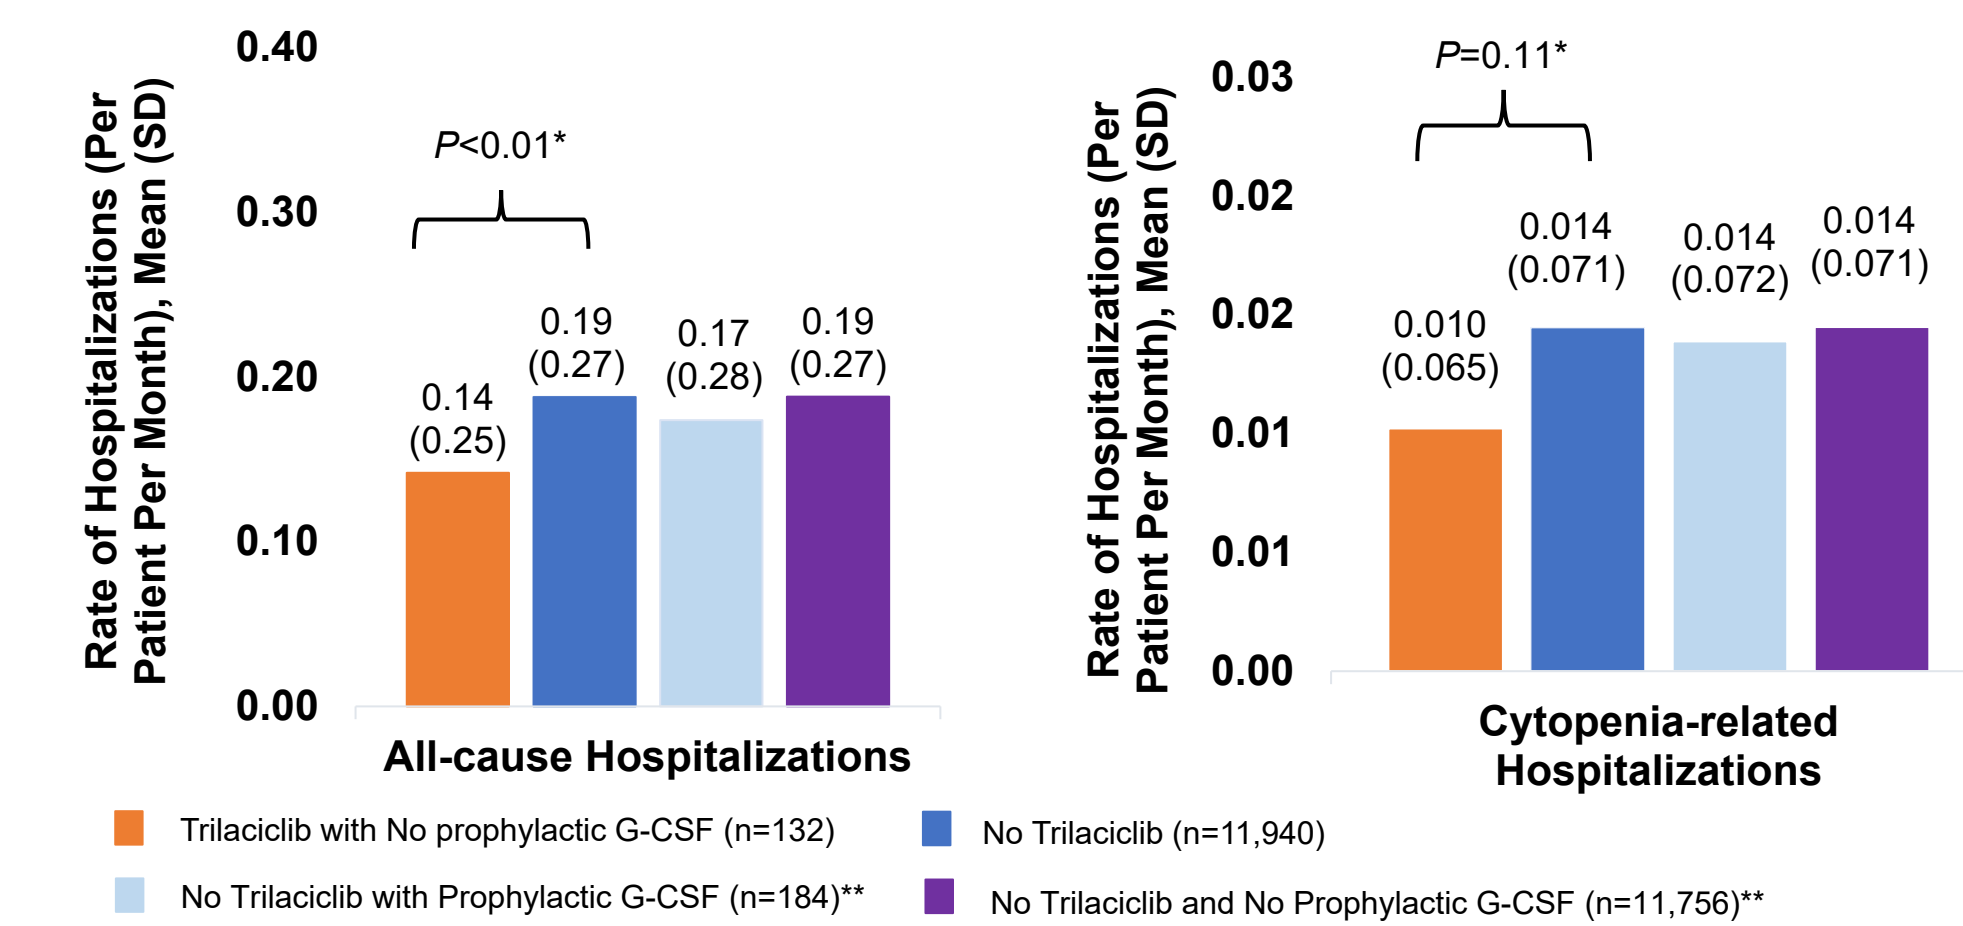 Rate of Hospitalizations (Per
Patient Per Month), Mean (SD)
0.40
0.30
0.20
0.10
0.00
P<0.01*
0.14
(0.25)
0.19
(0.27)
0.17
(0.28)
0.19
(0.27)
All-cause Hospitalizations
Rate of Hospitalizations (Per
Patient Per Month), Mean (SD)
0.03
0.02
0.02
0.01
0.01
0.00
P=0.11*
0.010
(0.065)
0.014
(0.071)
0.014
(0.072)
0.014
(0.071)
Cytopenia-related
Hospitalizations
Trilaciclib with No prophylactic G-CSF (n=132)
No Trilaciclib (n=11,940)
No Trilaciclib with Prophylactic G-CSF (n=184)**
No Trilaciclib and No Prophylactic G-CSF (n=11,756)**